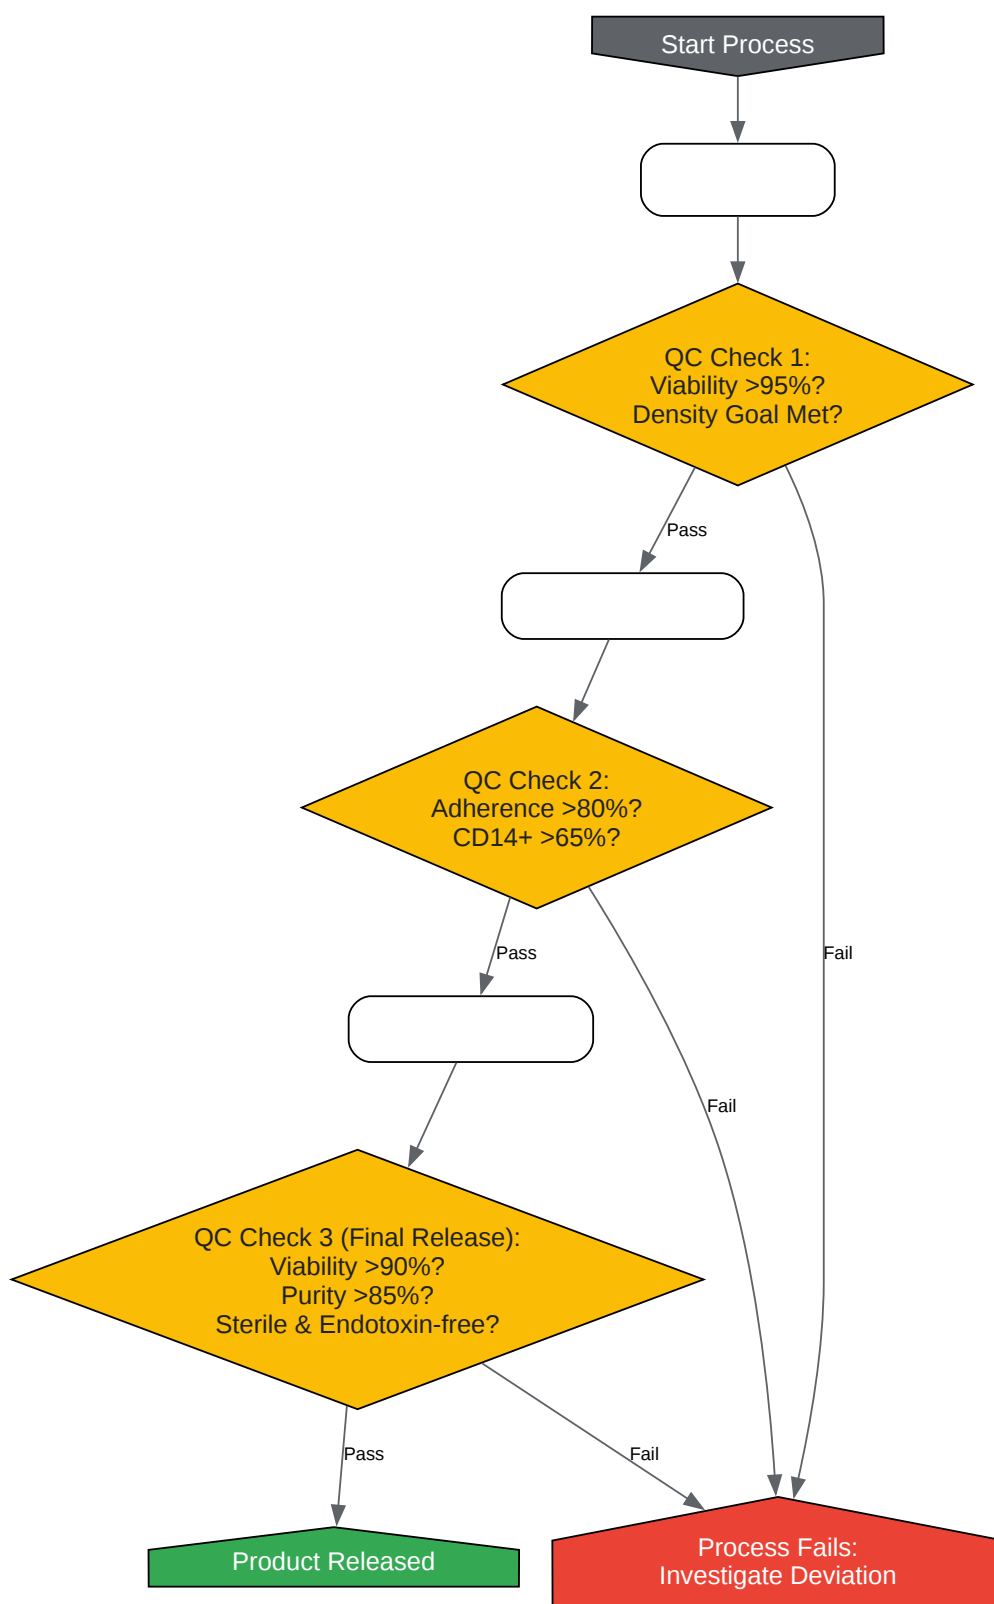 Start Process
QC Check 1:
Viability >95%?
Density Goal Met?
Pass
QC Check 2:
Adherence >80%?
CD14+ >65%?
Pass
Fail
Fail
QC Check 3 (Final Release):
Viability >90%?
Purity >85%?
Sterile & Endotoxin-free?
Pass
Fail
Product Released
Process Fails:
Investigate Deviation